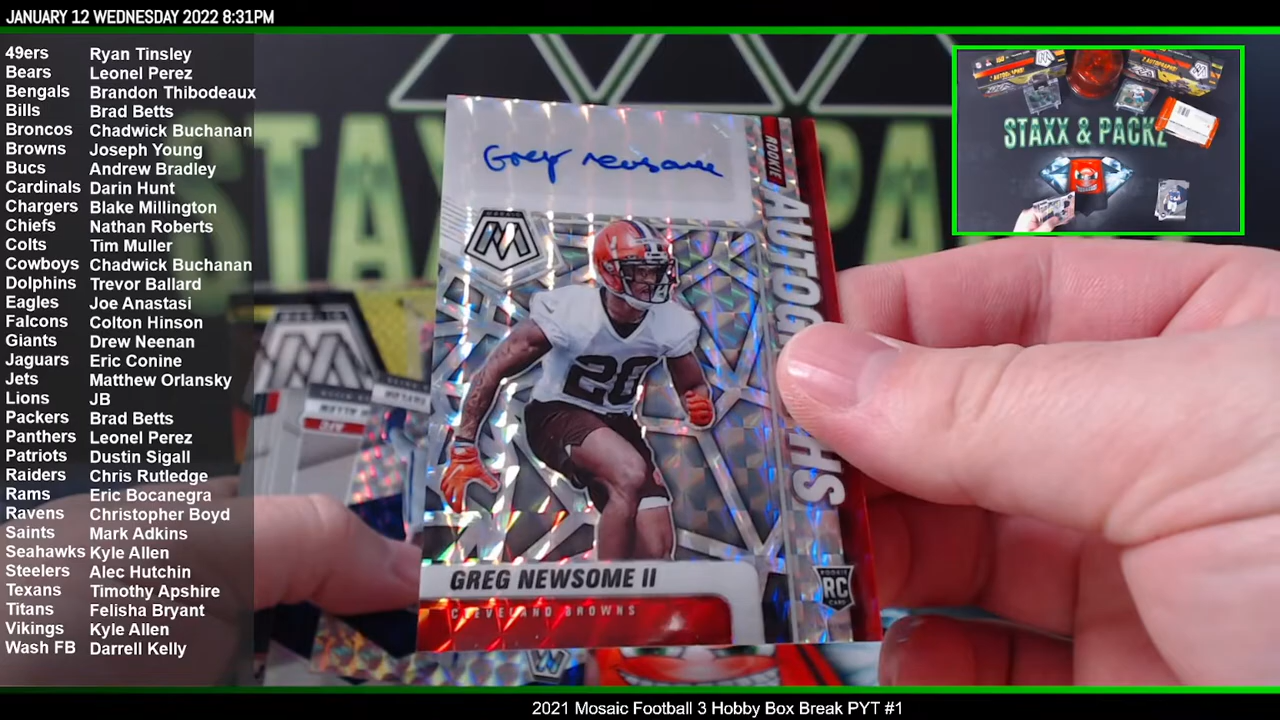 JANUARY 12 WEDNESDAY 2022 8:31PM
49ers Ryan Tinsley
Bears Leonel Perez
Bengals Brandon Thibodeaux
Bills Brad Betts
Broncos Chadwick Buchanan
Browns Joseph Young
Bucs Andrew Bradley
Cardinals Darin Hunt
Chargers Blake Millington
Chiefs Nathan Roberts
Colts Tim Muller
Cowboys Chadwick Buchanan
Dolphins Trevor Ballard
Eagles Joe Anastasi
Falcons Colton Hinson
Giants Drew Neenan
Jaguars Eric Conine
Jets Matthew Orlansky
Lions JB
Packers Brad Betts
Panthers Leonel Perez
Patriots Dustin Sigall
Raiders Chris Rutledge
Rams Eric Bocanegra
Ravens Christopher Boyd
Saints Mark Adkins
Seahawks Kyle Allen
Steelers Alec Hutchin
Texans Timothy Apshire
Titans Felisha Bryant
Vikings Kyle Allen
Wash FB Darrell Kelly
Greg Newsome
ROOKIE
MOSAIC
M
20
GREG NEWSOME II
CLEVELAND BROWNS
ROOKIE
RC
CARD
AFC
STAXX & PACKZ
2021 Mosaic Football 3 Hobby Box Break PYT #1